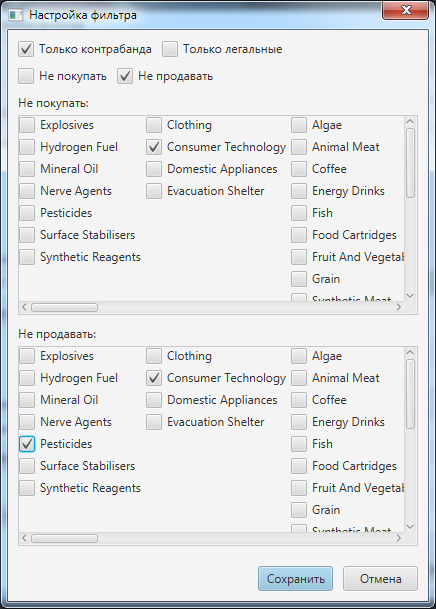 Настройка фильтра
Только контрабанда Только легальные
Не покупать Не продавать
Не покупать:
Explosives Clothing Algae
Hydrogen Fuel Consumer Technology Animal Meat
Mineral Oil Domestic Appliances Coffee
Nerve Agents Evacuation Shelter Energy Drinks
Pesticides Fish
Surface Stabilisers Food Cartridges
Synthetic Reagents Fruit And Vegetab
Grain
Synthetic Meat
Не продавать:
Explosives Clothing Algae
Hydrogen Fuel Consumer Technology Animal Meat
Mineral Oil Domestic Appliances Coffee
Nerve Agents Evacuation Shelter Energy Drinks
Pesticides Fish
Surface Stabilisers Food Cartridges
Synthetic Reagents Fruit And Vegetab
Grain
Synthetic Meat
Сохранить Отмена